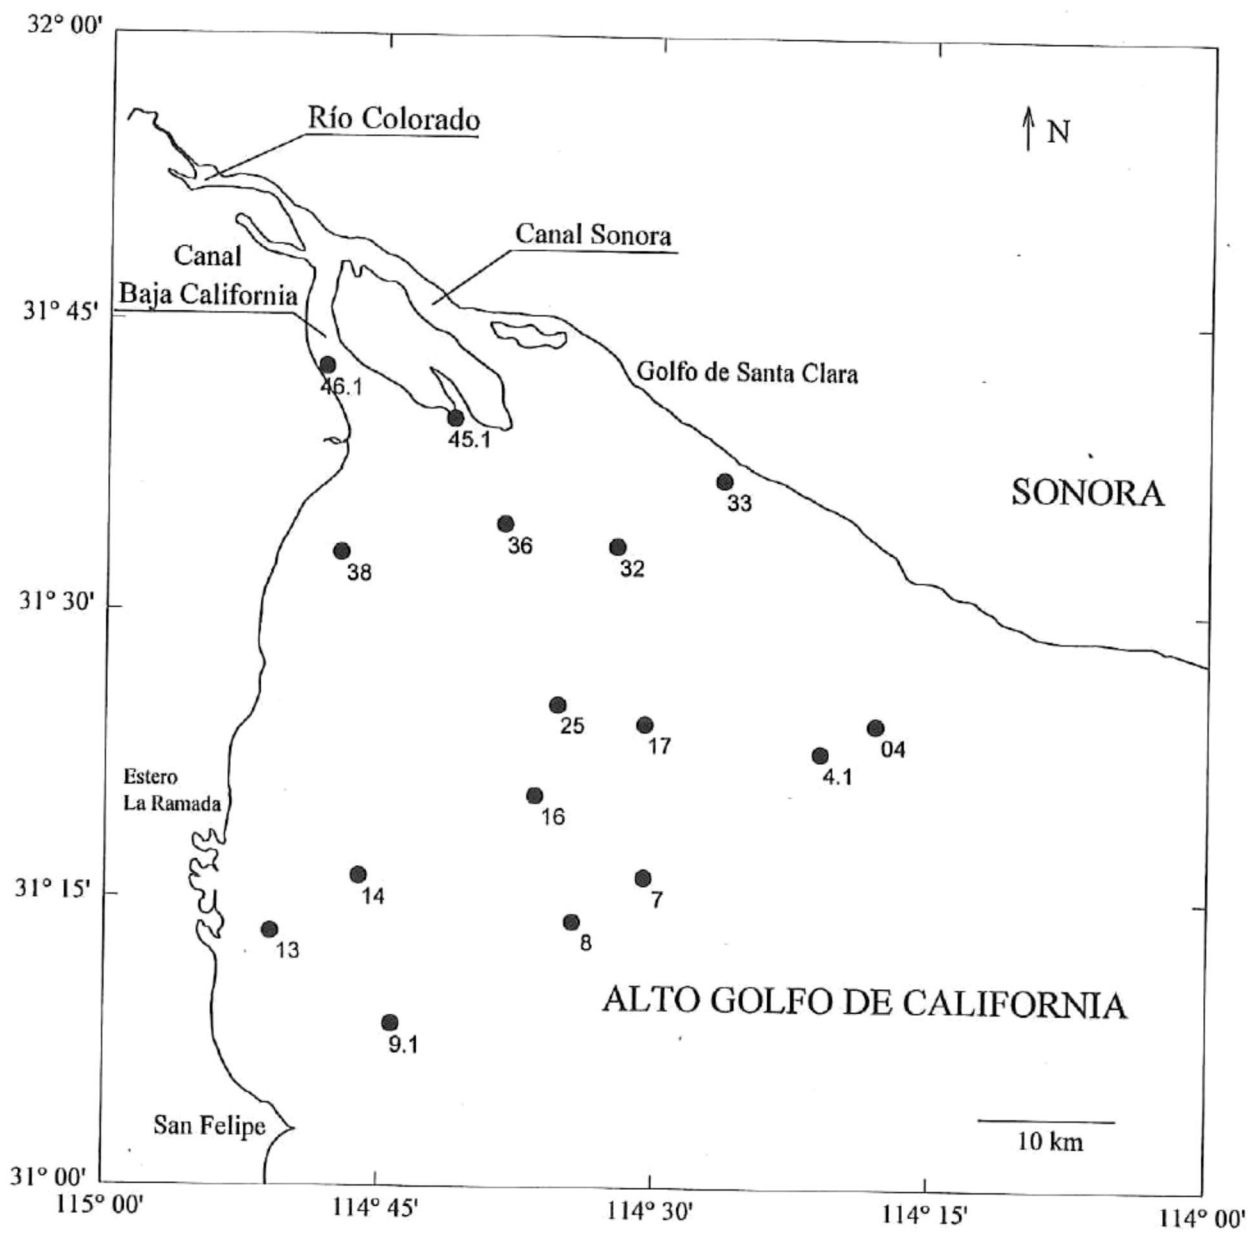 32° 00'
Río Colorado
N
Canal Sonora
Canal
Baja California
31° 45'
Golfo de Santa Clara
46.1
45.1
33
SONORA
36
32
38
31° 30'
25
17
04
4.1
Estero
La Ramada
16
31° 15'
14
7
13
8
ALTO GOLFO DE CALIFORNIA
9.1
San Felipe
10 km
31° 00'
115° 00'
114° 45'
114° 30'
114° 15'
114° 00'